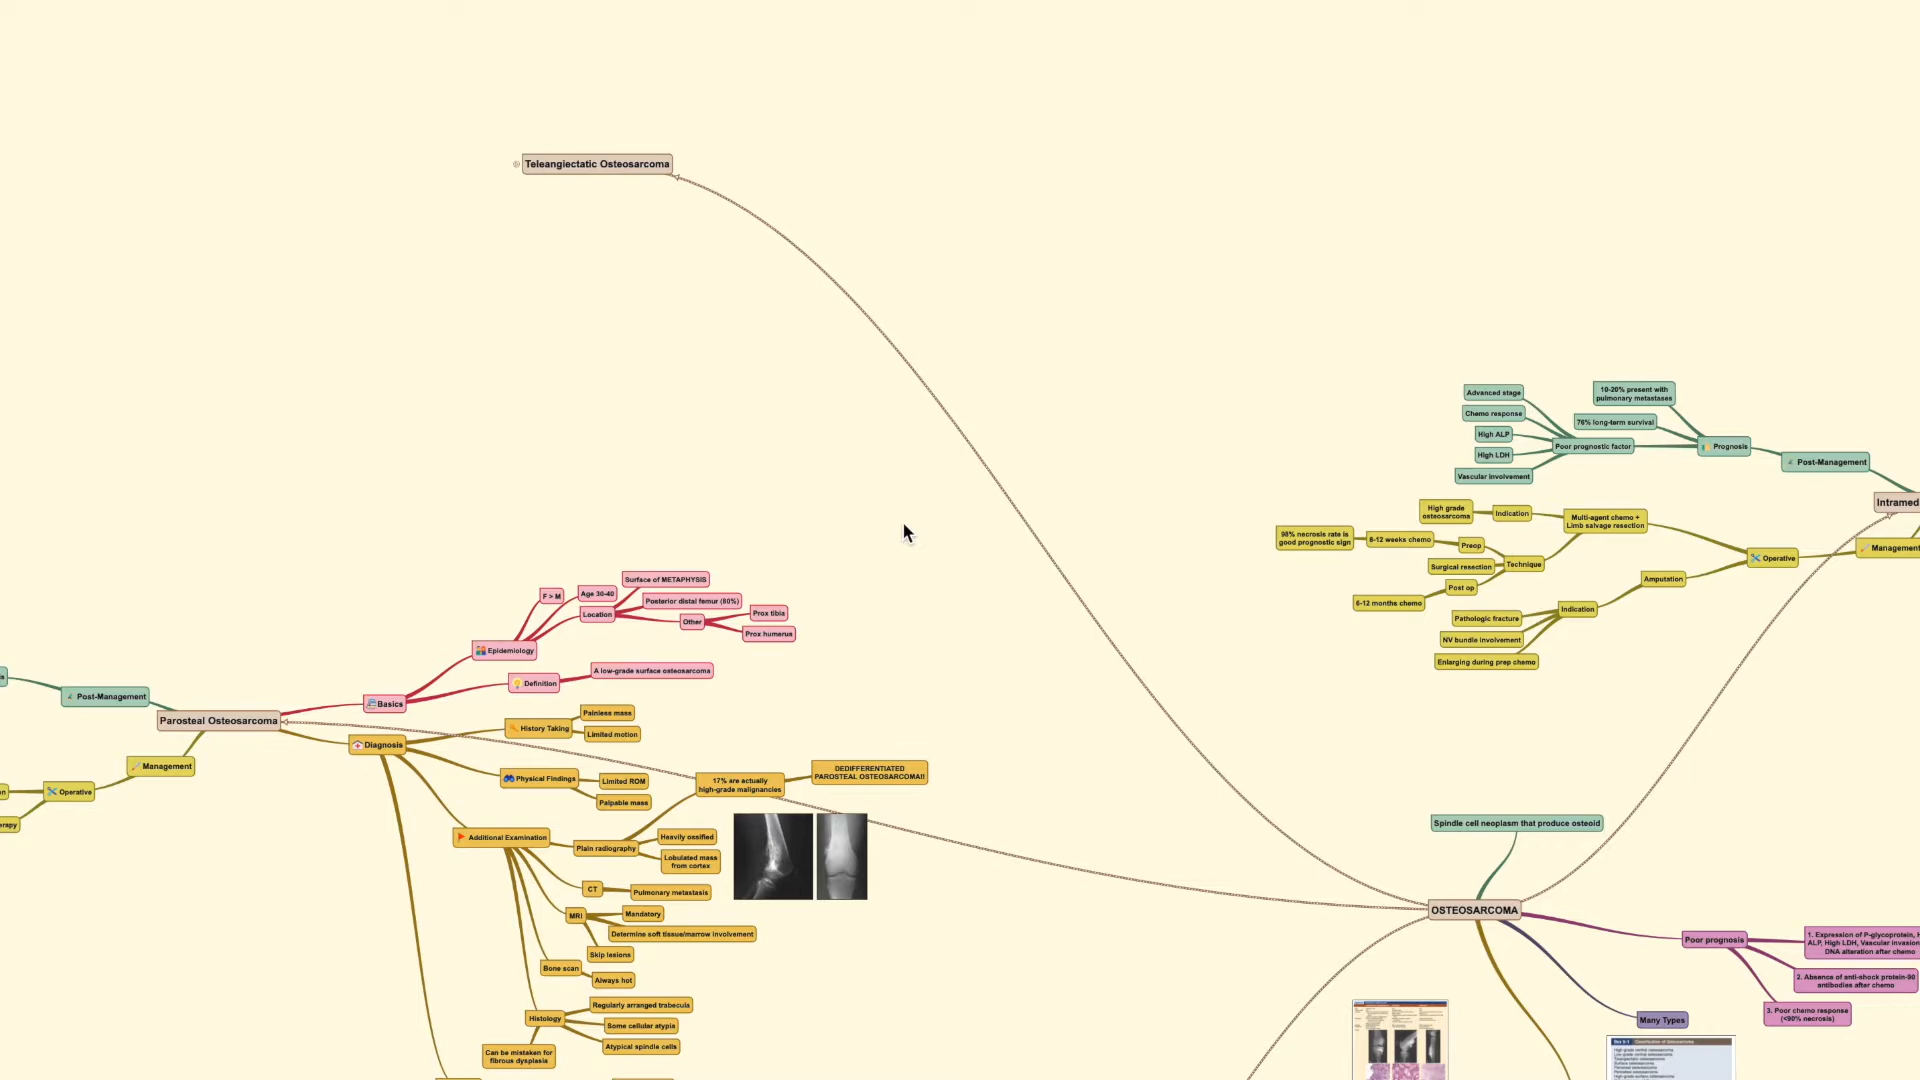 Teleangiectatic Osteosarcoma
Advanced stage
Chemo response
High ALP
High LDH
Vascular involvement
10-20% present with
pulmonary metastases
76% long-term survival
Poor prognostic factor
Prognosis
Post-Management
Intramed
High grade
osteosarcoma
Indication
Multi-agent chemo +
Limb salvage resection
98% necrosis rate is
good prognostic sign
8-12 weeks chemo
Preop
Surgical resection
Technique
Post op
6-12 months chemo
Operative
Management
Amputation
Indication
Pathologic fracture
NV bundle involvement
Enlarging during prep chemo
F > M
Age 30-40
Surface of METAPHYSIS
Posterior distal femur (80%)
Location
Other
Prox tibia
Prox humerus
Epidemiology
A low-grade surface osteosarcoma
Definition
Basics
Post-Management
Parosteal Osteosarcoma
Management
Operative
erapy
Diagnosis
History Taking
Painless mass
Limited motion
Physical Findings
Limited ROM
Palpable mass
17% are actually
high-grade malignancies
DEDIFFERENTIATED
PAROSTEAL OSTEOSARCOMA!!
Additional Examination
Plain radiography
Heavily ossified
Lobulated mass
from cortex
CT
Pulmonary metastasis
MRI
Mandatory
Determine soft tissue/marrow involvement
Skip lesions
Bone scan
Always hot
Histology
Regularly arranged trabecula
Some cellular atypia
Atypical spindle cells
Can be mistaken for
fibrous dysplasia
Spindle cell neoplasm that produce osteoid
OSTEOSARCOMA
Poor prognosis
1. Expression of P-glycoprotein, H
ALP, High LDH, Vascular invasion
DNA alteration after chemo
2. Absence of anti-shock protein-90
antibodies after chemo
3. Poor chemo response
(<90% necrosis)
Many Types